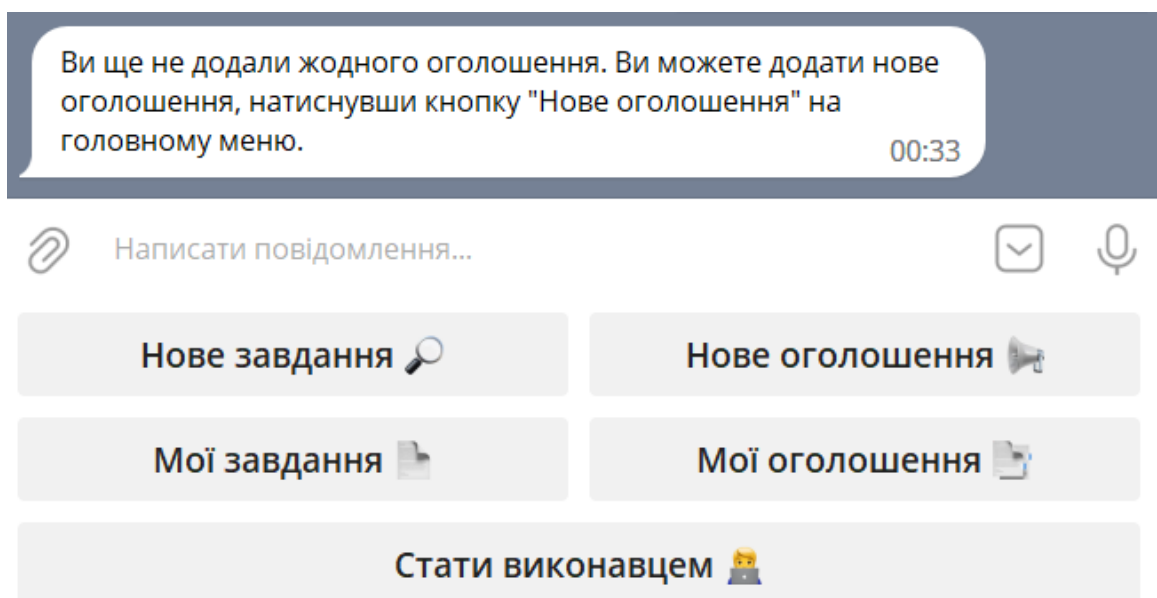 Ви ще не додали жодного оголошення. Ви можете додати нове
оголошення, натиснувши кнопку "Нове оголошення" на
головному меню.
00:33
Написати повідомлення...
Нове завдання 🔎
Нове оголошення 📢
Мої завдання 📄
Мої оголошення 📑
Стати виконавцем 👨‍💻